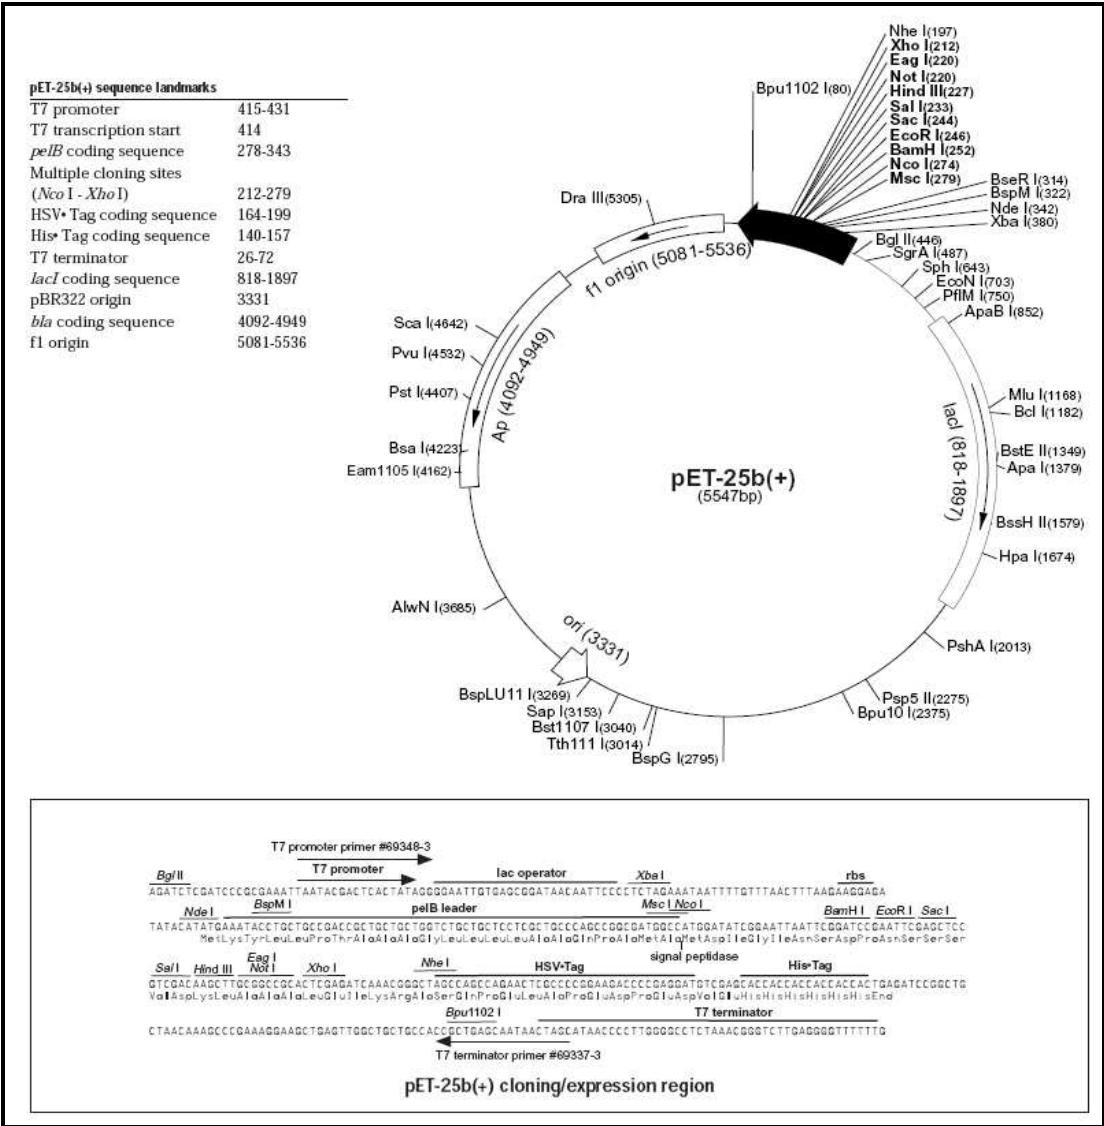 pET-25b(+) sequence landmarks
T7 promoter 415-431
T7 transcription start 414
pelB coding sequence 278-343
Multiple cloning sites
(Nco I - Xho I) 212-279
HSV• Tag coding sequence 164-199
His• Tag coding sequence 140-157
T7 terminator 26-72
lacI coding sequence 818-1897
pBR322 origin 3331
bla coding sequence 4092-4949
f1 origin 5081-5536
Nhe I(197)
Xho I(212)
Eag I(220)
Not I(220)
Hind III(227)
Sal I(233)
Sac I(244)
EcoR I(246)
BamH I(252)
Nco I(274)
Msc I(279)
Bpu1102 I(80)
BseR I(314)
BspM I(322)
Nde I(342)
Xba I(380)
Bgl II(446)
SgrA I(487)
Sph I(643)
EcoN I(703)
PflM I(750)
ApaB I(852)
Mlu I(1168)
Bcl I(1182)
BstE II(1349)
Apa I(1379)
BssH II(1579)
Hpa I(1674)
PshA I(2013)
Psp5 II(2275)
Bpu10 I(2375)
BspG I(2795)
Tth111 I(3014)
Bst1107 I(3040)
Sap I(3153)
BspLU11 I(3269)
AlwN I(3685)
Eam1105 I(4162)
Bsa I(4223)
Pst I(4407)
Pvu I(4532)
Sca I(4642)
Dra III(5305)
f1 origin (5081-5536)
Ap (4092-4949)
lacI (818-1897)
ori (3331)
pET-25b(+)
(5547bp)
T7 promoter primer #69348-3
Bgl II T7 promoter lac operator Xba I rbs
AGATCTCGATCCCGCGAAATTAATACGACTCACTATAGGGGAATTGTGAGCGGATAACAATTCCCCTCTAGAAATAATTTTGTTTAACTTTAAGAAGGAGA
Nde I BspM I pelB leader Msc I Nco I BamH I EcoR I Sac I
TATACATATGAAATACCTGCTGCCGACCGCTGCTGCTGGTCTGCTGCTCCTCGCTGCCCAGCCGGCGATGGCCATGGATATCGGAATTAATTCGGATCCGAATTCGAGCTCC
MetLysTyrLeuLeuProThrAlaAlaAlaGlyLeuLeuLeuLeuAlaAlaGlnProAlaMetAlaMetAspIleGlyIleAsnSerAspProAsnSerSerSer
signal peptidase
Sal I Hind III Eag I Not I Xho I Nhe I HSV•Tag His•Tag
GTCGACAAGCTTGCGGCCGCACTCGAGATCAAACGGGCTAGCCAGCCAGAACTCGCCCCGGAAGACCCCGAGGATGTCGAGCACCACCACCACCACCACTGAGATCCGGCTG
ValAspLysLeuAlaAlaAlaLeuGluIleLysArgAlaSerGlnProGluLeuAlaProGluAspProGluAspValGluHisHisHisHisHisHisEnd
Bpu1102 I T7 terminator
CTAACAAAGCCCGAAAGGAAGCTGAGTTGGCTGCTGCCACCGCTGAGCAATAACTAGCATAACCCCTTGGGGCCTCTAAACGGGTCTTGAGGGGTTTTTTG
T7 terminator primer #69337-3
pET-25b(+) cloning/expression region